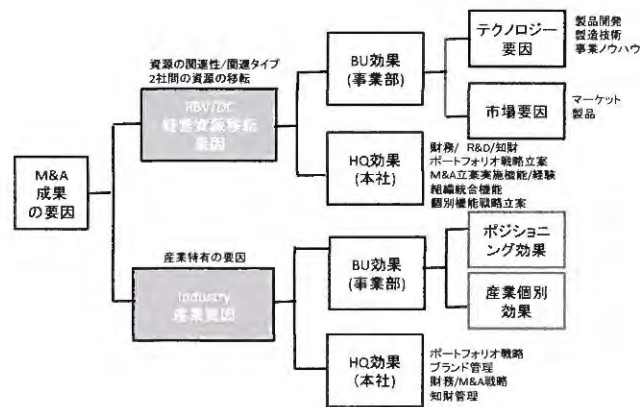 M&A
成果
の要因
資源の関連性/関連タイプ
2社間の資源の移転
RBV/DC
経営資源移転
要因
産業特有の要因
Industry
産業要因
BU効果
(事業部)
HQ効果
(本社)
テクノロジー
要因
製品開発
製造技術
事業ノウハウ
市場要因
マーケット
製品
財務/ R&D/知財
ポートフォリオ戦略立案
M&A立案実施機能/経験
組織統合機能
個別機能戦略立案
BU効果
(事業部)
HQ効果
(本社)
ポジショニ
ング効果
産業個別
効果
ポートフォリオ戦略
ブランド管理
財務/M&A戦略
知財管理